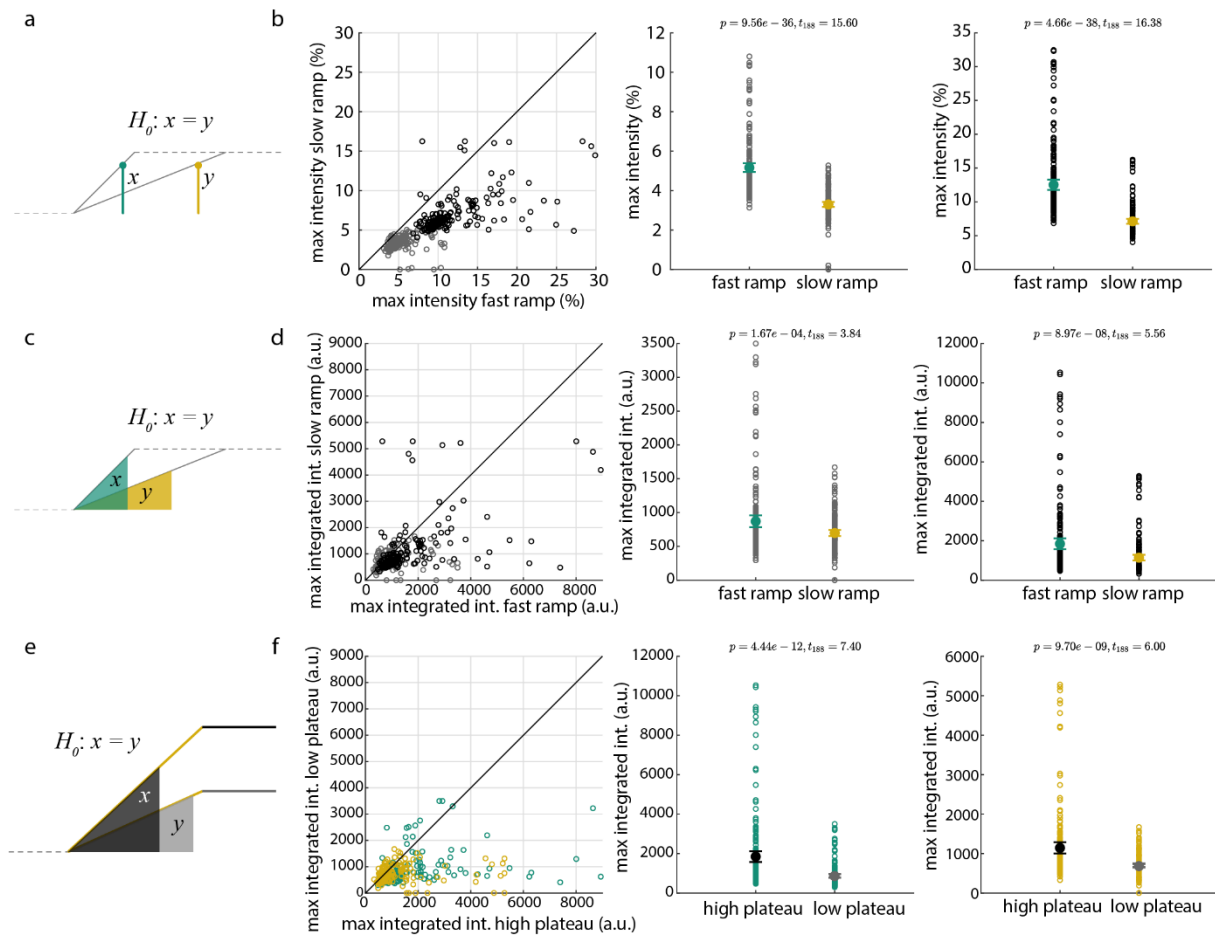 a
H₀: x = y
x
y
b
max intensity slow ramp (%)
30
25
20
15
10
5
0
5
10
15
20
25
30
max intensity fast ramp (%)
p = 9.56e − 36, t₁₈₈ = 15.60
max intensity (%)
12
10
8
6
4
2
0
fast ramp
slow ramp
p = 4.66e − 38, t₁₈₈ = 16.38
max intensity (%)
35
30
25
20
15
10
5
0
fast ramp
slow ramp
c
H₀: x = y
x
y
d
max integrated int. slow ramp (a.u.)
9000
8000
7000
6000
5000
4000
3000
2000
1000
0
0
2000
4000
6000
8000
max integrated int. fast ramp (a.u.)
p = 1.67e − 04, t₁₈₈ = 3.84
max integrated int. (a.u.)
3500
3000
2500
2000
1500
1000
500
0
fast ramp
slow ramp
p = 8.97e − 08, t₁₈₈ = 5.56
max integrated int. (a.u.)
12000
10000
8000
6000
4000
2000
0
fast ramp
slow ramp
e
H₀: x = y
x
y
f
max integrated int. low plateau (a.u.)
9000
8000
7000
6000
5000
4000
3000
2000
1000
0
0
2000
4000
6000
8000
max integrated int. high plateau (a.u.)
p = 4.44e − 12, t₁₈₈ = 7.40
max integrated int. (a.u.)
12000
10000
8000
6000
4000
2000
0
high plateau
low plateau
p = 9.70e − 09, t₁₈₈ = 6.00
max integrated int. (a.u.)
6000
5000
4000
3000
2000
1000
0
high plateau
low plateau